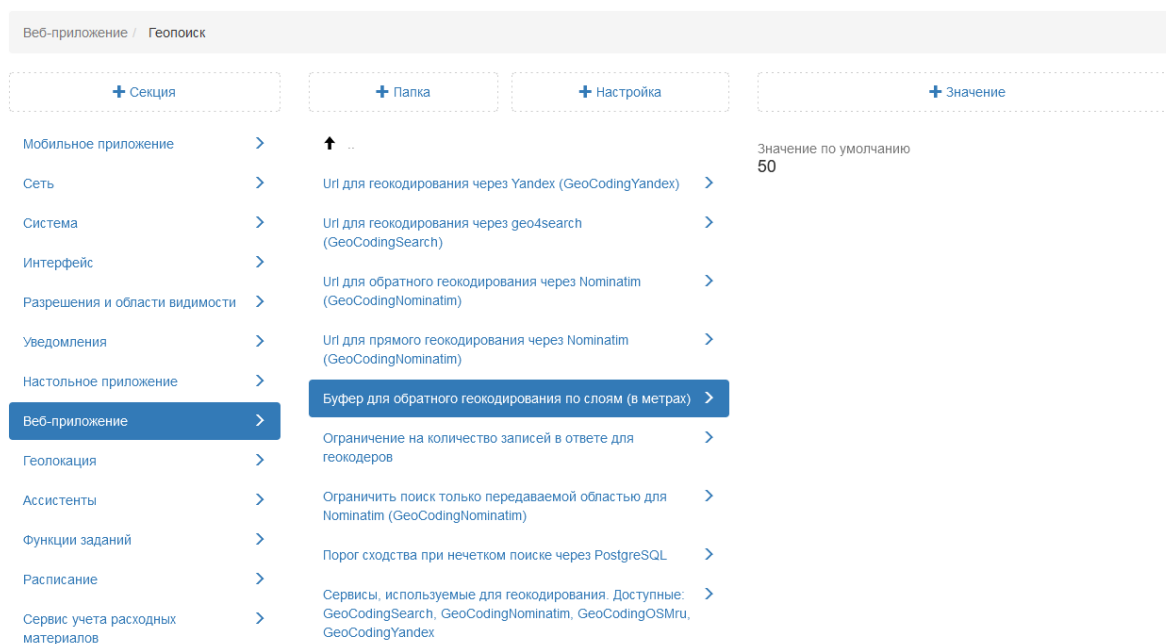 Веб-приложение / Геопоиск
+ Секция
+ Папка
+ Настройка
+ Значение
Мобильное приложение
Сеть
Система
Интерфейс
Разрешения и области видимости
Уведомления
Настольное приложение
Веб-приложение
Геолокация
Ассистенты
Функции заданий
Расписание
Сервис учета расходных
материалов
..
Url для геокодирования через Yandex (GeoCodingYandex)
Url для геокодирования через geo4search
(GeoCodingSearch)
Url для обратного геокодирования через Nominatim
(GeoCodingNominatim)
Url для прямого геокодирования через Nominatim
(GeoCodingNominatim)
Буфер для обратного геокодирования по слоям (в метрах)
Ограничение на количество записей в ответе для
геокодеров
Ограничить поиск только передаваемой областью для
Nominatim (GeoCodingNominatim)
Порог сходства при нечетком поиске через PostgreSQL
Сервисы, используемые для геокодирования. Доступные:
GeoCodingSearch, GeoCodingNominatim, GeoCodingOSMru,
GeoCodingYandex
Значение по умолчанию
50